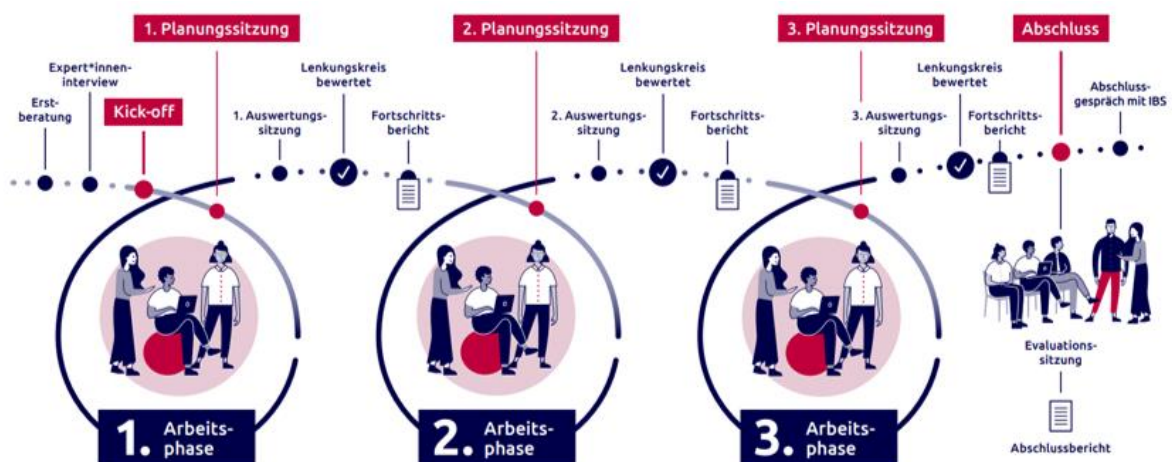 1. Planungssitzung
2. Planungssitzung
3. Planungssitzung
Abschluss
Expert*innen-
interview
Erst-
beratung
Kick-off
1. Auswertungs-
sitzung
Lenkungskreis
bewertet
Fortschritts-
bericht
2. Auswertungs-
sitzung
Lenkungskreis
bewertet
Fortschritts-
bericht
3. Auswertungs-
sitzung
Lenkungskreis
bewertet
Fortschritts-
bericht
Abschluss-
gespräch mit IBS
1. Arbeits-
phase
2. Arbeits-
phase
3. Arbeits-
phase
Evaluations-
sitzung
Abschlussbericht